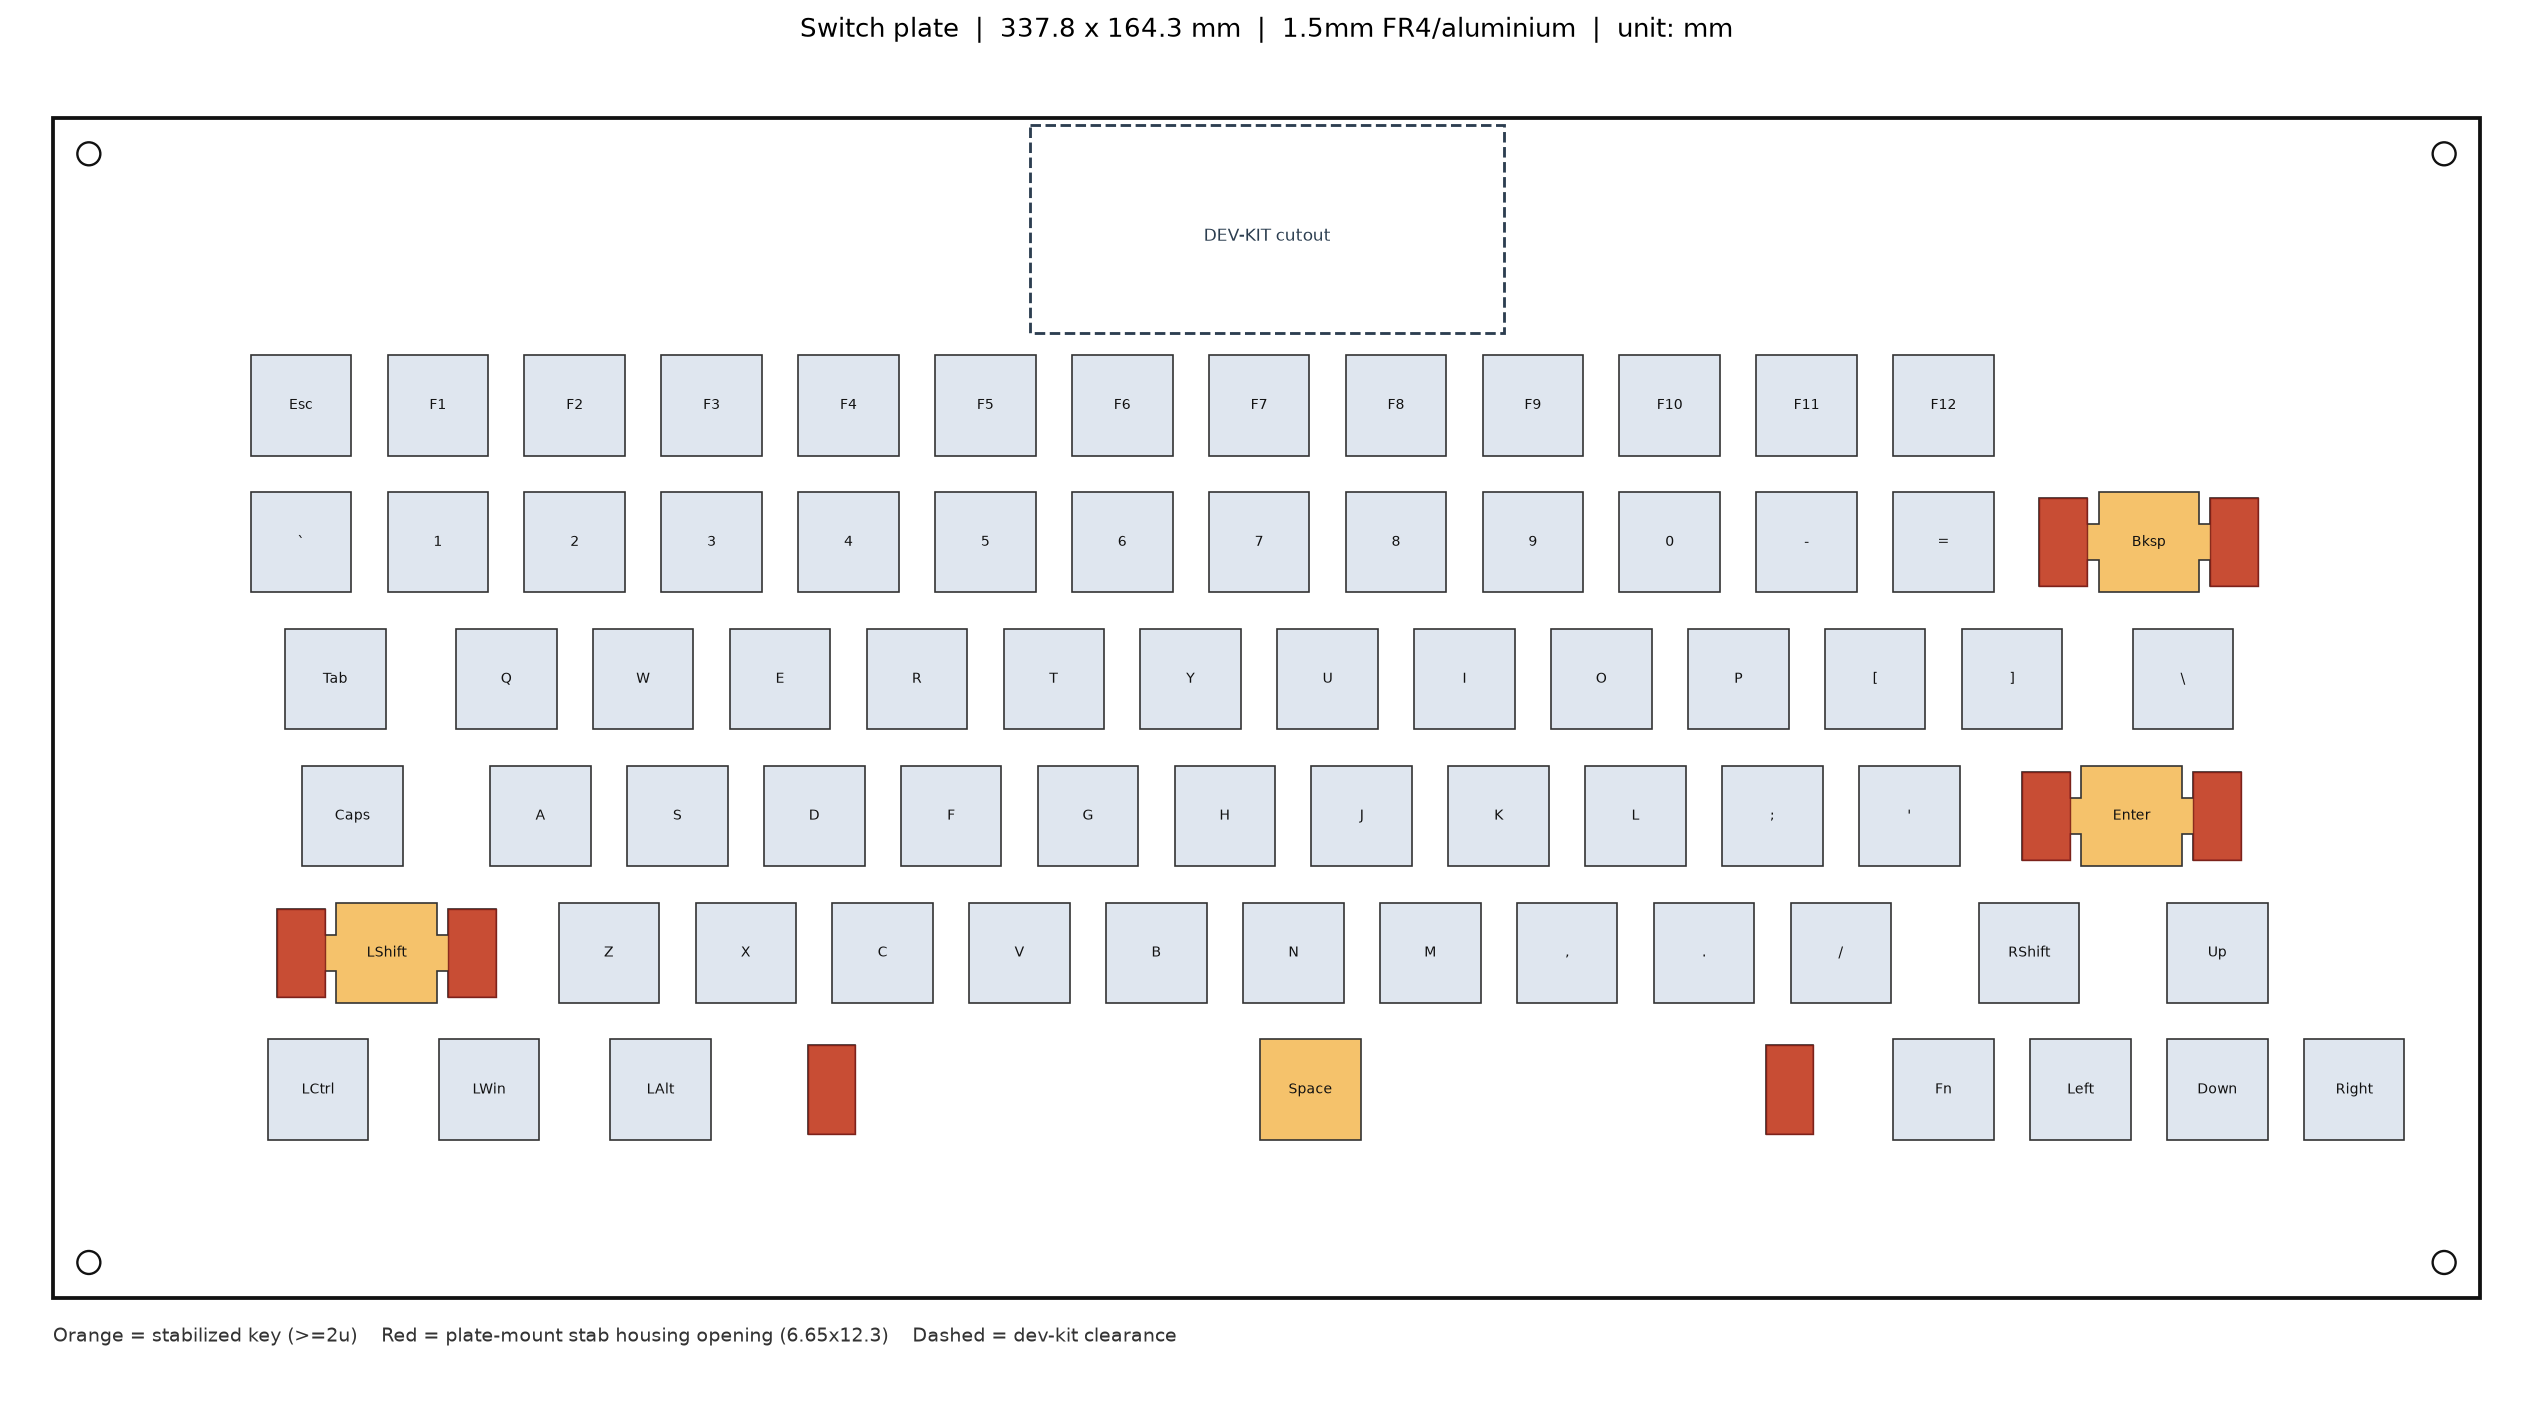 Switch plate | 337.8 x 164.3 mm | 1.5mm FR4/aluminium | unit: mm
DEV-KIT cutout
Esc F1 F2 F3 F4 F5 F6 F7 F8 F9 F10 F11 F12
` 1 2 3 4 5 6 7 8 9 0 - = Bksp
Tab Q W E R T Y U I O P [ ] \
Caps A S D F G H J K L ; ' Enter
LShift Z X C V B N M , . / RShift Up
LCtrl LWin LAlt Space Fn Left Down Right
Orange = stabilized key (>=2u) Red = plate-mount stab housing opening (6.65x12.3) Dashed = dev-kit clearance